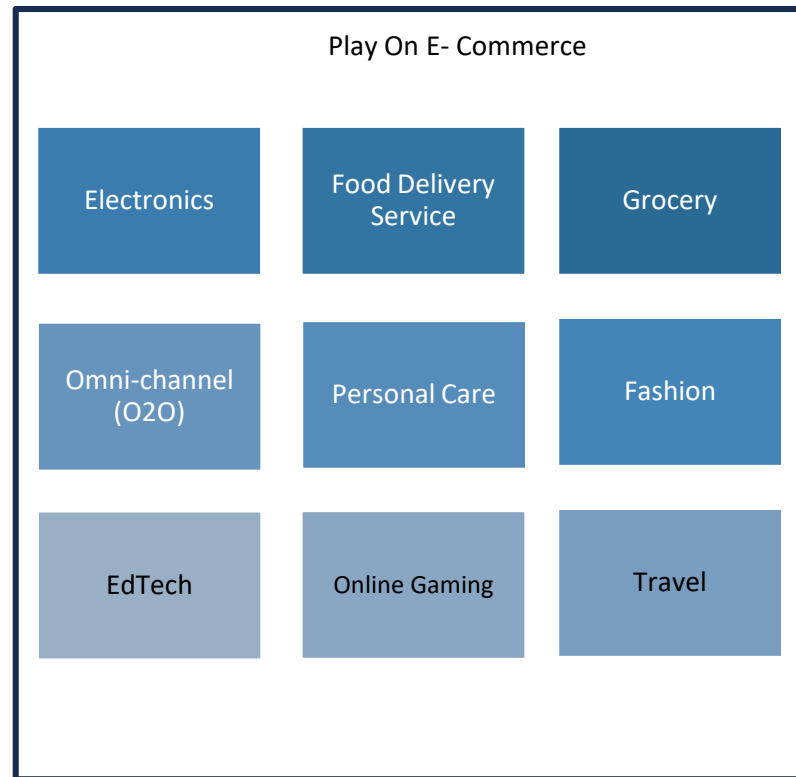 Play On E- Commerce
Electronics
Food Delivery
Service
Grocery
Omni-channel
(O2O)
Personal Care
Fashion
EdTech
Online Gaming
Travel